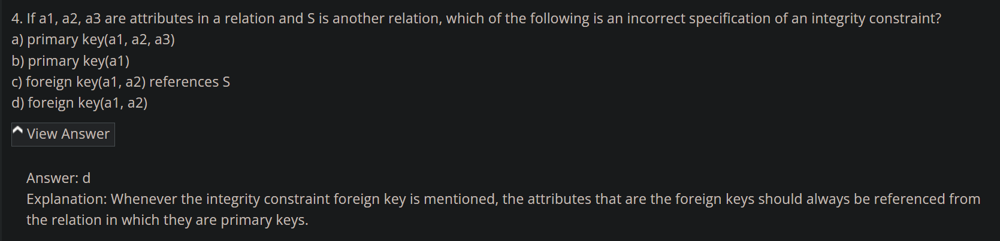 4. If a1, a2, a3 are attributes in a relation and S is another relation, which of the following is an incorrect specification of an integrity constraint?
a) primary key(a1, a2, a3)
b) primary key(a1)
c) foreign key(a1, a2) references S
d) foreign key(a1, a2)
View Answer
Answer: d
Explanation: Whenever the integrity constraint foreign key is mentioned, the attributes that are the foreign keys should always be referenced from
the relation in which they are primary keys.